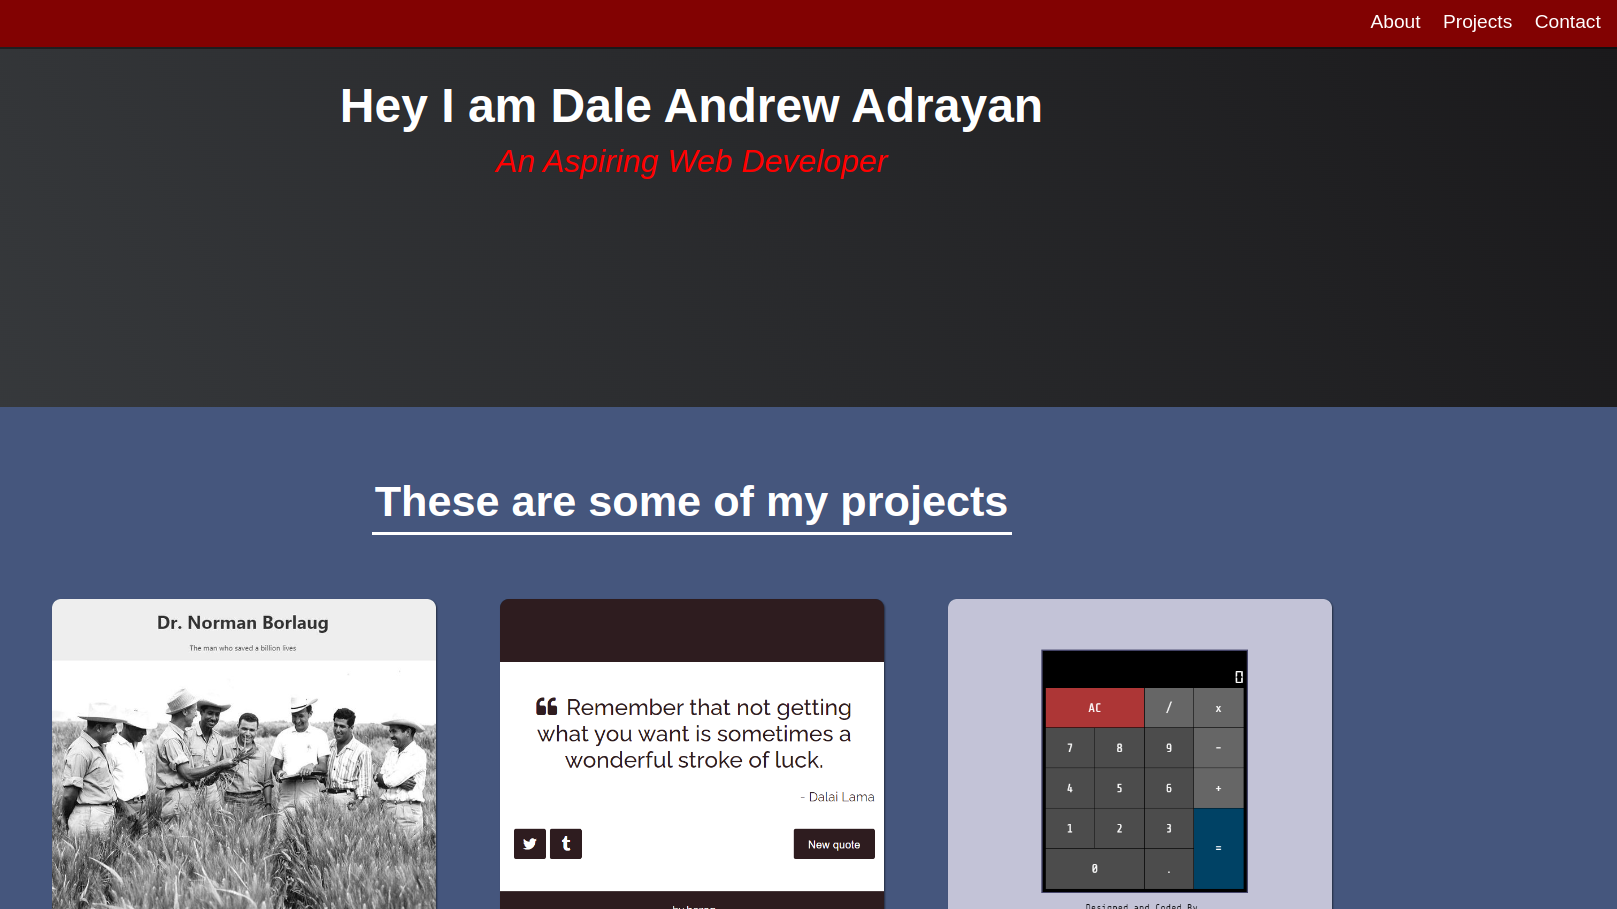 About Projects Contact
Hey I am Dale Andrew Adrayan
An Aspiring Web Developer
These are some of my projects
Dr. Norman Borlaug
The man who saved a billion lives
Remember that not getting
what you want is sometimes a
wonderful stroke of luck.
- Dalai Lama
New quote
0
AC / x
7 8 9 -
4 5 6 +
1 2 3 =
0 .
Designed and Coded By